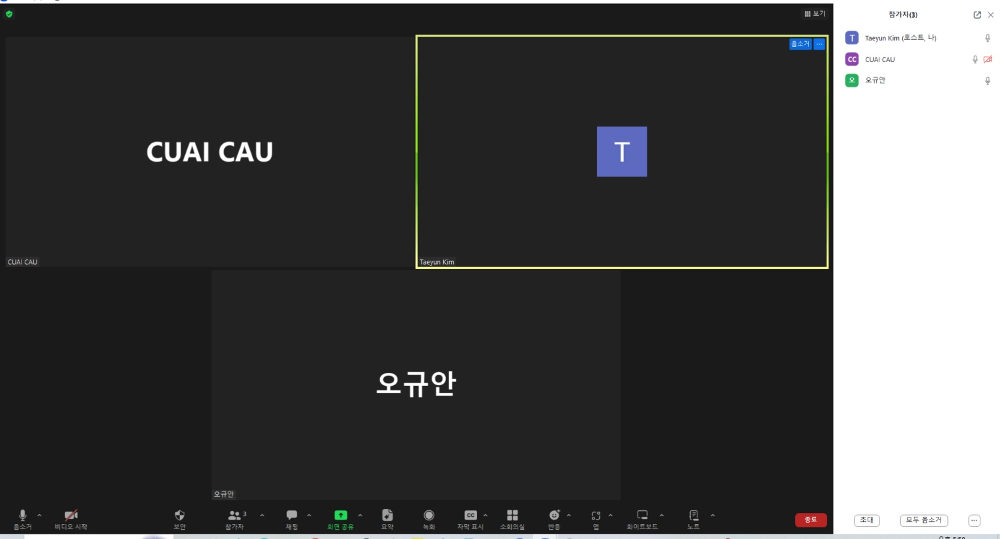 보기
참가자(3)
음소거 ...
T Taeyun Kim (호스트, 나)
CC CUAI CAU
오 오규안
CUAI CAU
T
CUAI CAU
Taeyun Kim
오규안
오규안
3
CC
음소거
비디오 시작
보안
참가자
채팅
화면 공유
요약
녹화
자막 표시
소회의실
반응
앱
화이트보드
노트
종료
초대
모두 음소거
...